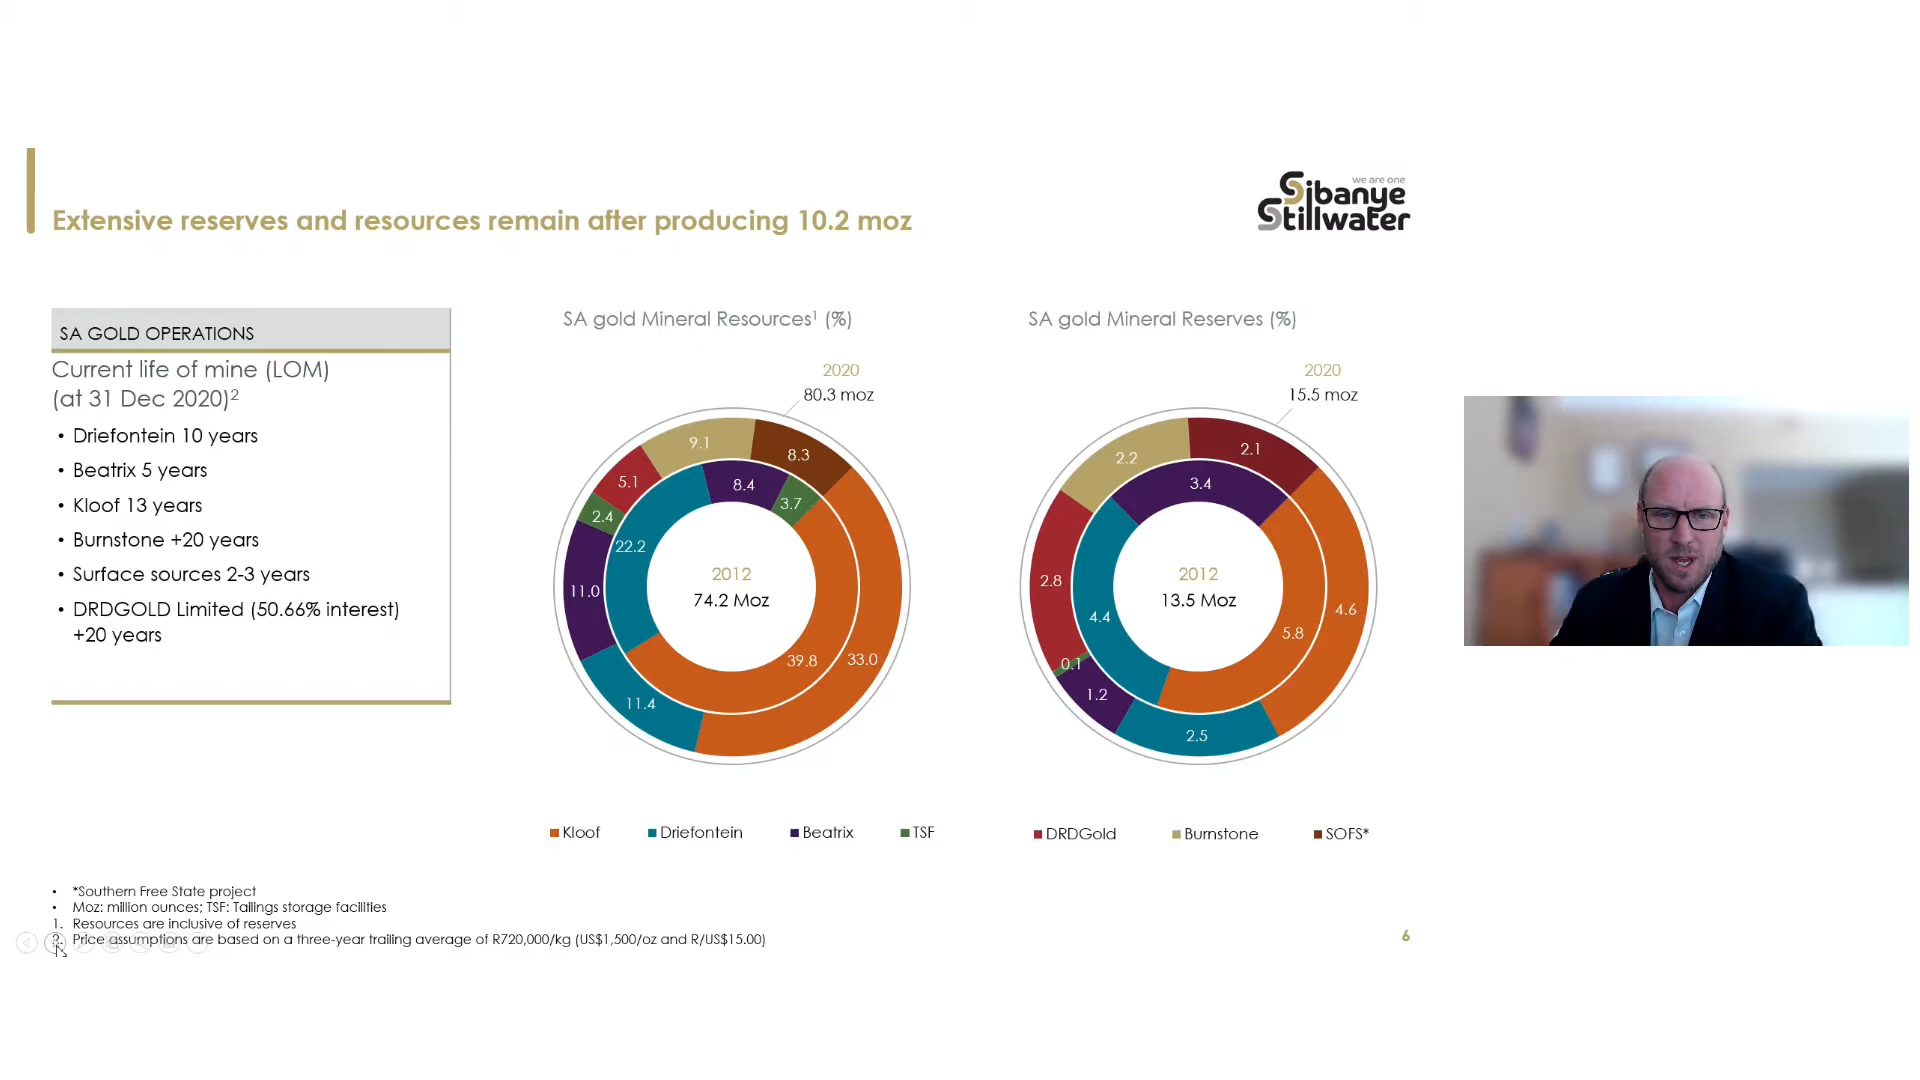 we are one
Sibanye
Stillwater
Extensive reserves and resources remain after producing 10.2 moz
SA GOLD OPERATIONS
Current life of mine (LOM)
(at 31 Dec 2020)2
• Driefontein 10 years
• Beatrix 5 years
• Kloof 13 years
• Burnstone +20 years
• Surface sources 2-3 years
• DRDGOLD Limited (50.66% interest)
+20 years
SA gold Mineral Resources1 (%)
2020
80.3 moz
9.1
8.3
5.1
8.4
3.7
2.4
22.2
11.0
2012
74.2 Moz
39.8
33.0
11.4
SA gold Mineral Reserves (%)
2020
15.5 moz
2.1
2.2
3.4
2.8
2012
13.5 Moz
4.6
4.4
5.8
0.1
1.2
2.5
Kloof
Driefontein
Beatrix
TSF
DRDGold
Burnstone
SOFS*
• *Southern Free State project
• Moz: million ounces; TSF: Tailings storage facilities
1. Resources are inclusive of reserves
2. Price assumptions are based on a three-year trailing average of R720,000/kg (US$1,500/oz and R/US$15.00)
6